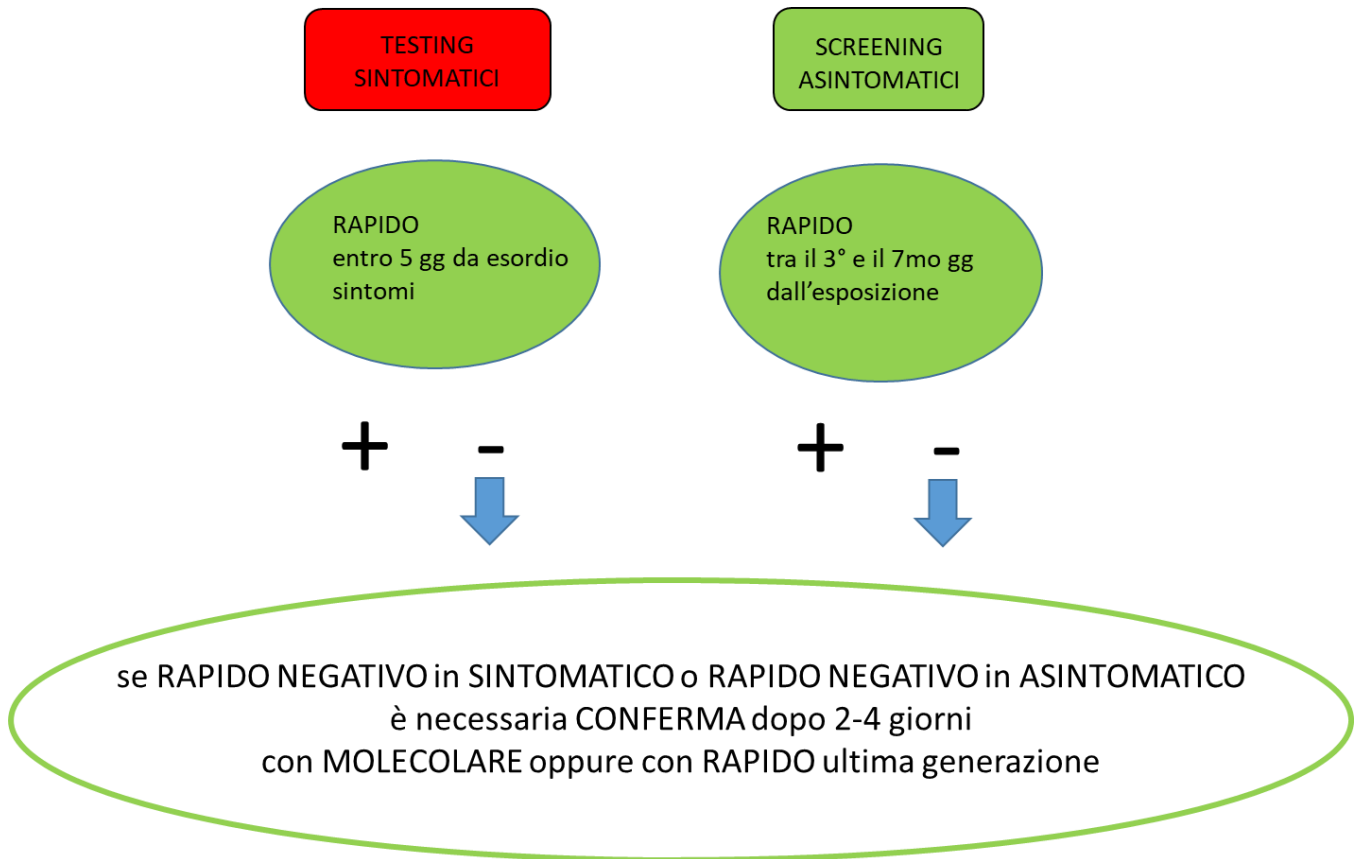 TESTING
SINTOMATICI
SCREENING
ASINTOMATICI
RAPIDO
entro 5 gg da esordio
sintomi
RAPIDO
tra il 3° e il 7mo gg
dall’esposizione
+ -
+ -
se RAPIDO NEGATIVO in SINTOMATICO o RAPIDO NEGATIVO in ASINTOMATICO
è necessaria CONFERMA dopo 2-4 giorni
con MOLECOLARE oppure con RAPIDO ultima generazione